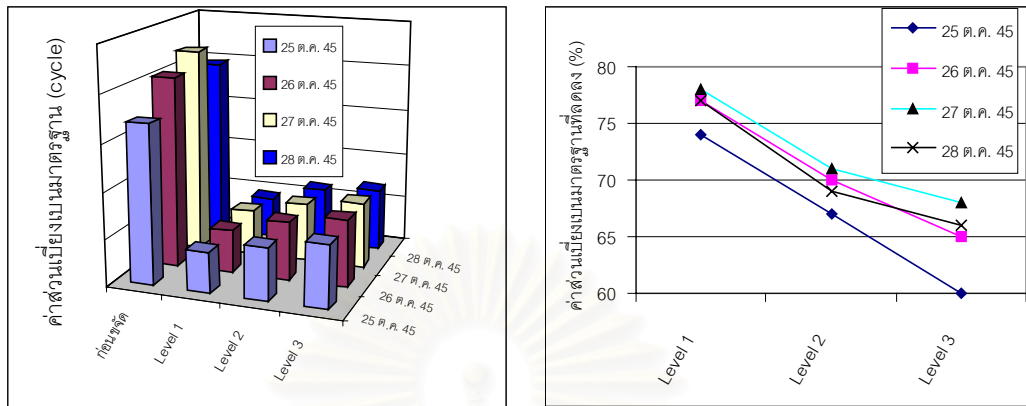 ค่าส่วนเบี่ยงเบนมาตรฐาน (cycle)
25 ต.ค. 45
26 ต.ค. 45
27 ต.ค. 45
28 ต.ค. 45
28 ต.ค. 45
27 ต.ค. 45
26 ต.ค. 45
25 ต.ค. 45
ก่อนขจัด
Level 1
Level 2
Level 3
ค่าส่วนเบี่ยงเบนมาตรฐานที่ลดลง (%)
25 ต.ค. 45
26 ต.ค. 45
27 ต.ค. 45
28 ต.ค. 45
80
75
70
65
60
Level 1
Level 2
Level 3